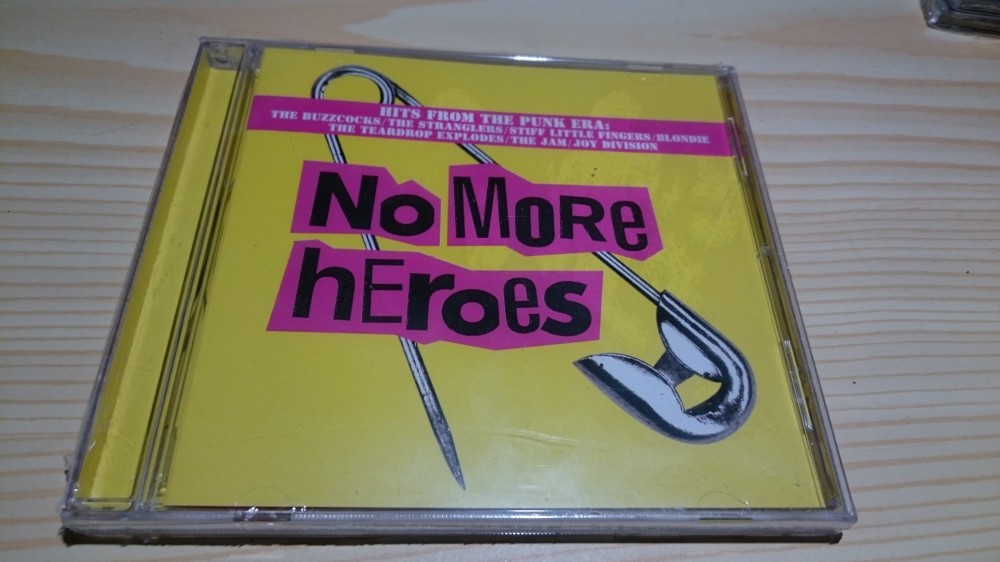 HITS FROM THE PUNK ERA:
THE BUZZCOCKS/THE STRANGLERS/STIFF LITTLE FINGERS/BLONDIE
THE TEARDROP EXPLODES/THE JAM/JOY DIVISION
No MoRe
hEroes